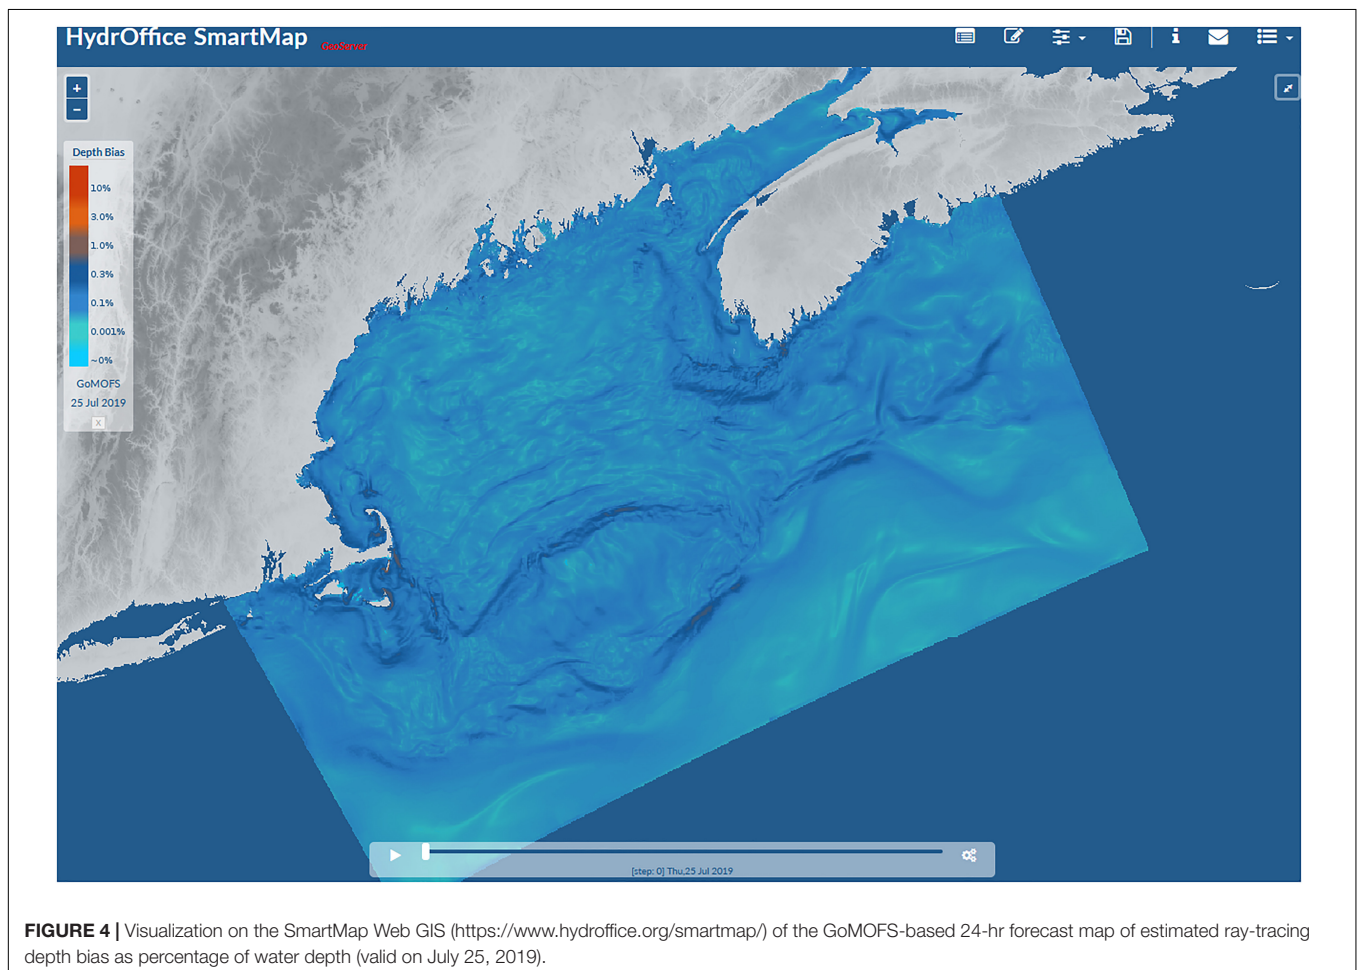 HydrOffice SmartMap GeoServer
+
−
Depth Bias
10%
3.0%
1.0%
0.3%
0.1%
0.001%
~0%
GoMOFS
25 Jul 2019
X
[step: 0] Thu,25 Jul 2019
FIGURE 4 | Visualization on the SmartMap Web GIS (https://www.hydroffice.org/smartmap/) of the GoMOFS-based 24-hr forecast map of estimated ray-tracing
depth bias as percentage of water depth (valid on July 25, 2019).